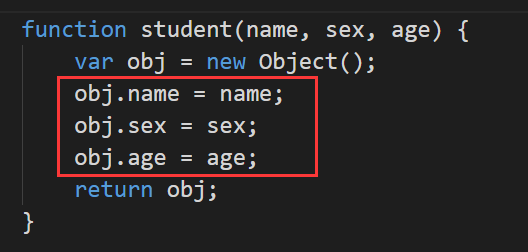 function student(name, sex, age) {
    var obj = new Object();
    obj.name = name;
    obj.sex = sex;
    obj.age = age;
    return obj;
}